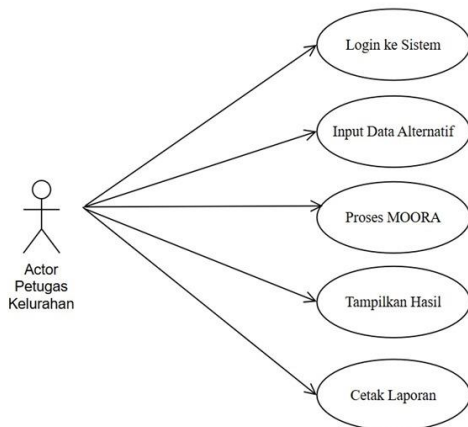 Login ke Sistem
Input Data Alternatif
Proses MOORA
Tampilkan Hasil
Cetak Laporan
Actor
Petugas
Kelurahan